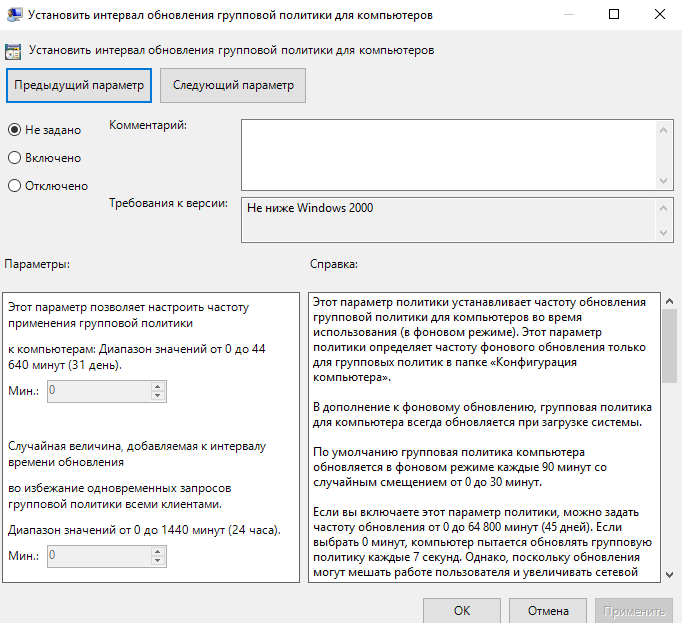 Установить интервал обновления групповой политики для компьютеров
Установить интервал обновления групповой политики для компьютеров
Предыдущий параметр
Следующий параметр
Не задано
Включено
Отключено
Комментарий:
Требования к версии:
Не ниже Windows 2000
Параметры:
Справка:
Этот параметр позволяет настроить частоту
применения групповой политики
к компьютерам: Диапазон значений от 0 до 44
640 минут (31 день).
Мин.: 0
Случайная величина, добавляемая к интервалу
времени обновления
во избежание одновременных запросов
групповой политики всеми клиентами.
Диапазон значений от 0 до 1440 минут (24 часа).
Мин.: 0
Этот параметр политики устанавливает частоту обновления
групповой политики для компьютеров во время
использования (в фоновом режиме). Этот параметр
политики определяет частоту фонового обновления только
для групповых политик в папке «Конфигурация
компьютера».
В дополнение к фоновому обновлению, групповая политика
для компьютера всегда обновляется при загрузке системы.
По умолчанию групповая политика компьютера
обновляется в фоновом режиме каждые 90 минут со
случайным смещением от 0 до 30 минут.
Если вы включаете этот параметр политики, можно задать
частоту обновления от 0 до 64 800 минут (45 дней). Если
выбрать 0 минут, компьютер пытается обновлять групповую
политику каждые 7 секунд. Однако, поскольку обновления
могут мешать работе пользователя и увеличивать сетевой
ОК
Отмена
Применить